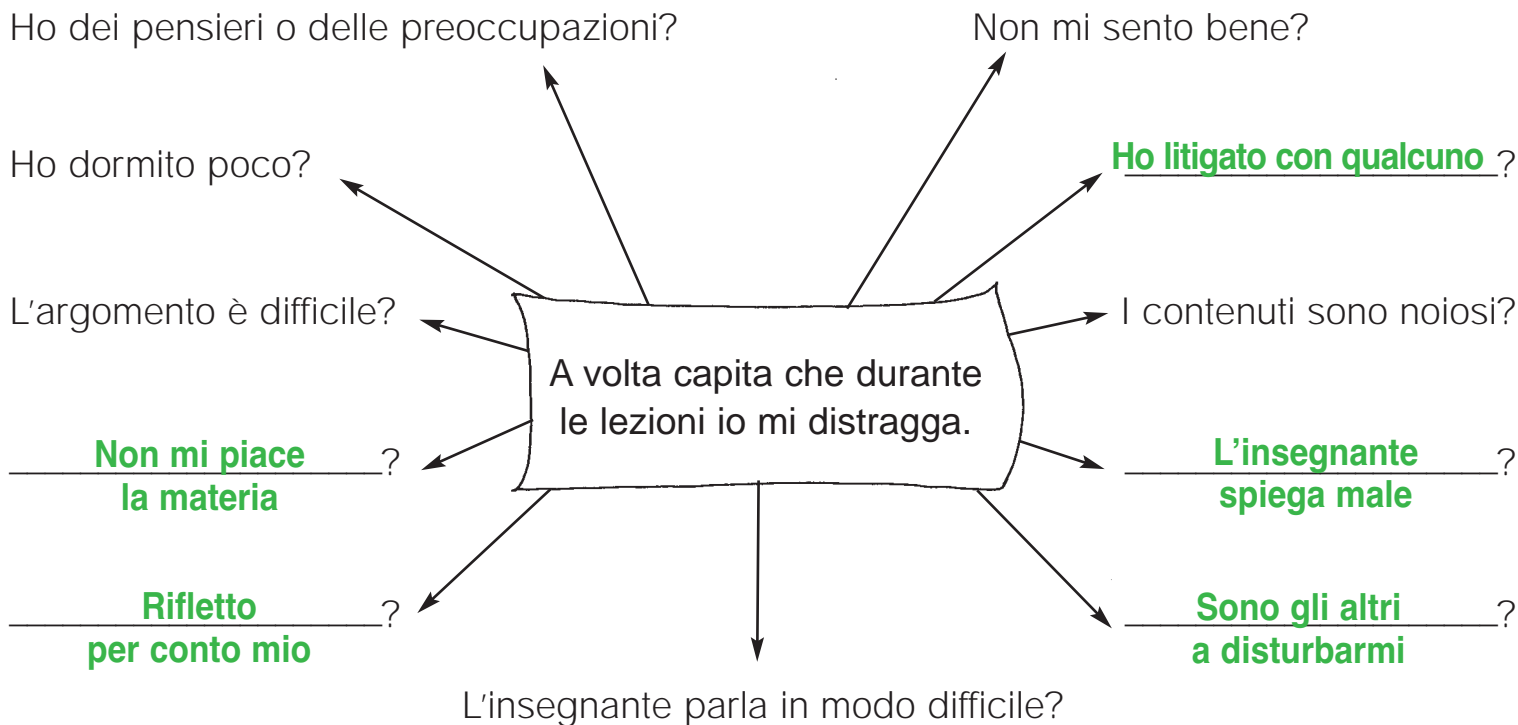 Ho dei pensieri o delle preoccupazioni?
Non mi sento bene?
Ho dormito poco?
Ho litigato con qualcuno?
L'argomento è difficile?
I contenuti sono noiosi?
A volta capita che durante
le lezioni io mi distragga.
Non mi piace?
la materia
L'insegnante?
spiega male
Rifletto?
per conto mio
Sono gli altri?
a disturbarmi
L'insegnante parla in modo difficile?